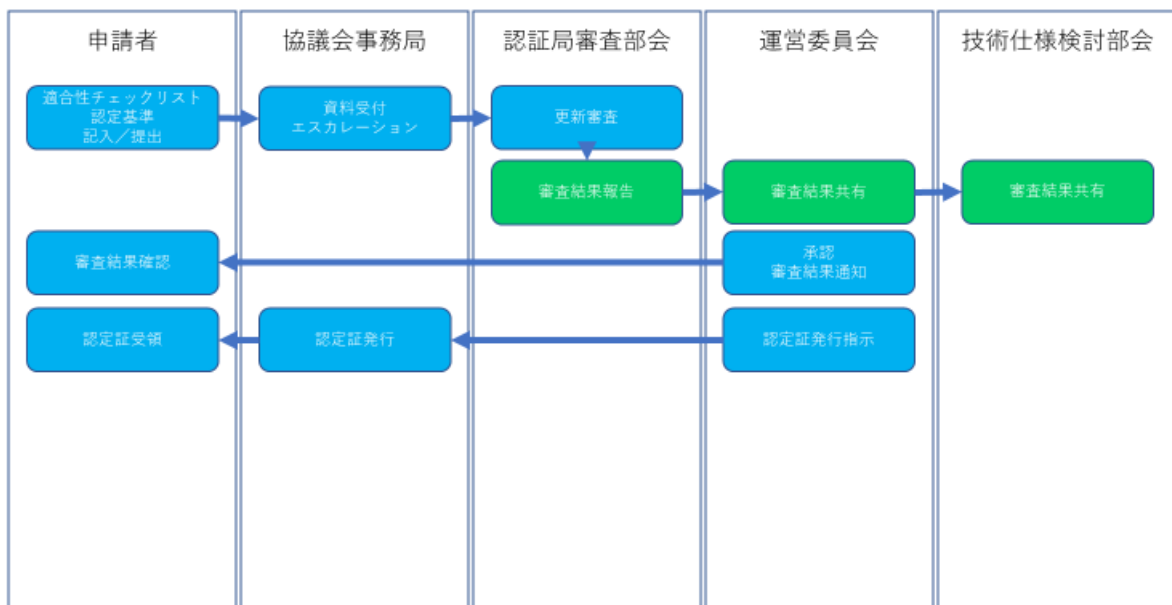 申請者
協議会事務局
認証局審査部会
運営委員会
技術仕様検討部会
適合性チェックリスト
認定基準
記入／提出
資料受付
エスカレーション
更新審査
審査結果報告
審査結果共有
審査結果共有
審査結果確認
承認
審査結果通知
認定証受領
認定証発行
認定証発行指示